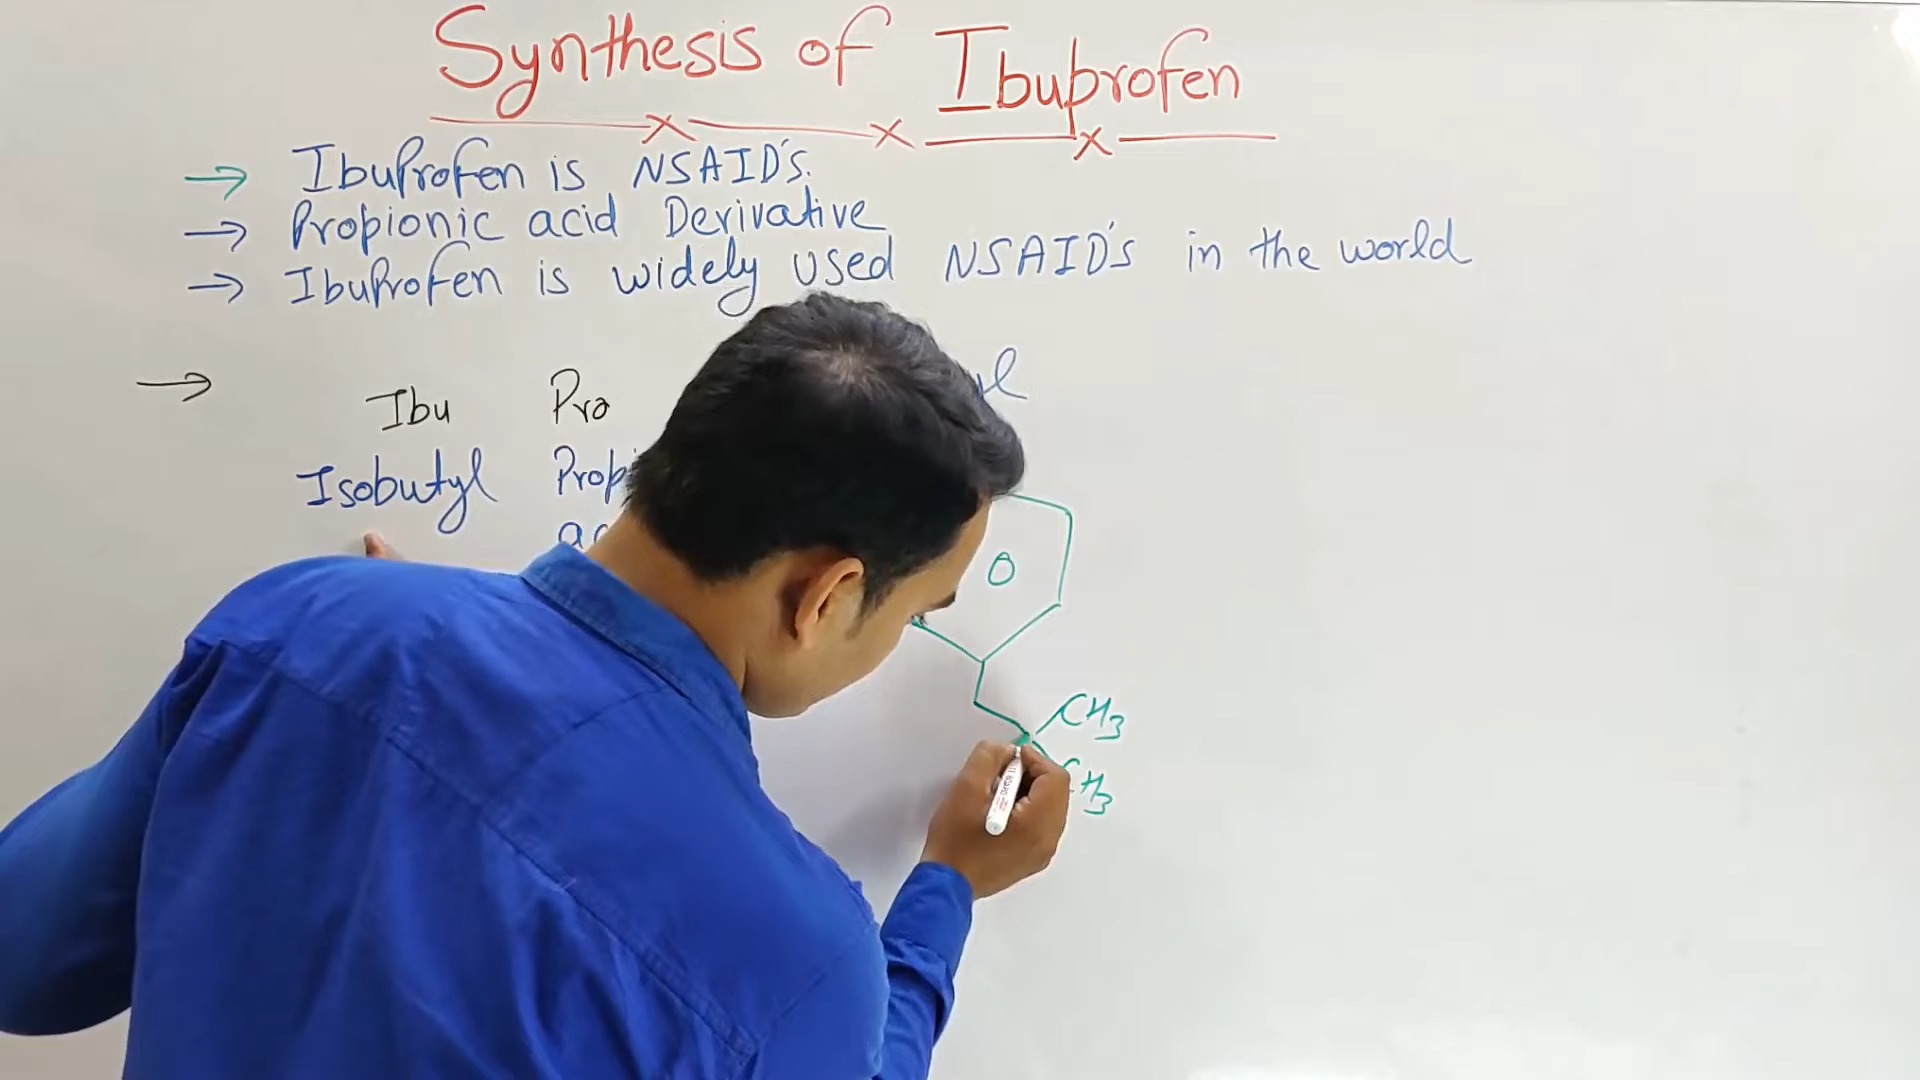 Synthesis of Ibuprofen
→ Ibuprofen is NSAID's.
→ Propionic acid Derivative
→ Ibuprofen is widely used NSAID's in the world
→ Ibu Pro
Isobutyl
O
CH3
CH3